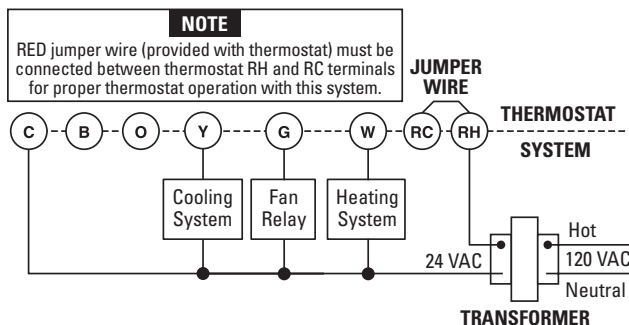 NOTE
RED jumper wire (provided with thermostat) must be
connected between thermostat RH and RC terminals
for proper thermostat operation with this system.
JUMPER
WIRE
C B O Y G W RC RH
THERMOSTAT
SYSTEM
Cooling
System
Fan
Relay
Heating
System
24 VAC
Hot
120 VAC
Neutral
TRANSFORMER